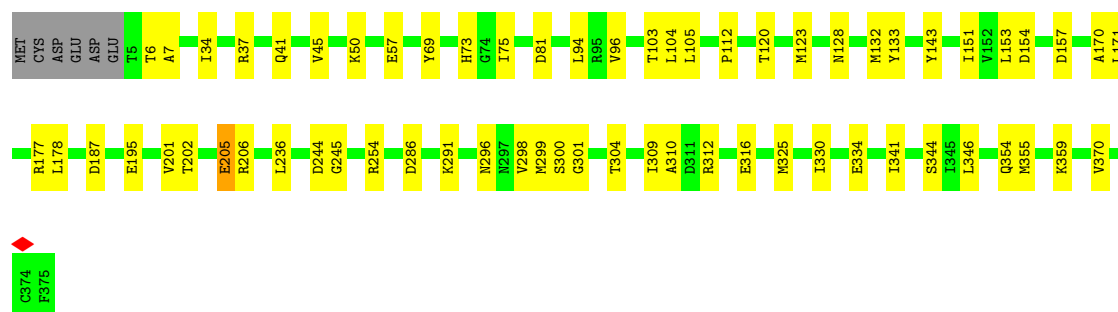 MET CYS ASP GLU ASP GLU T5 T6 A7 I34 R37 Q41 V45 K50 E57 Y69 H73 G74 I75 D81 L94 R95 V96 T103 L104 L105 P112 T120 M123 N128 M132 Y133 Y143 I151 V152 L153 D154 D157 A170 L171
R177 L178 D187 E195 V201 T202 E205 R206 L236 D244 G245 R254 D286 K291 N296 N297 V298 M299 S300 G301 T304 I309 A310 D311 R312 E316 M325 I330 E334 I341 S344 I345 L346 Q354 M355 K359 V370
C374 F375